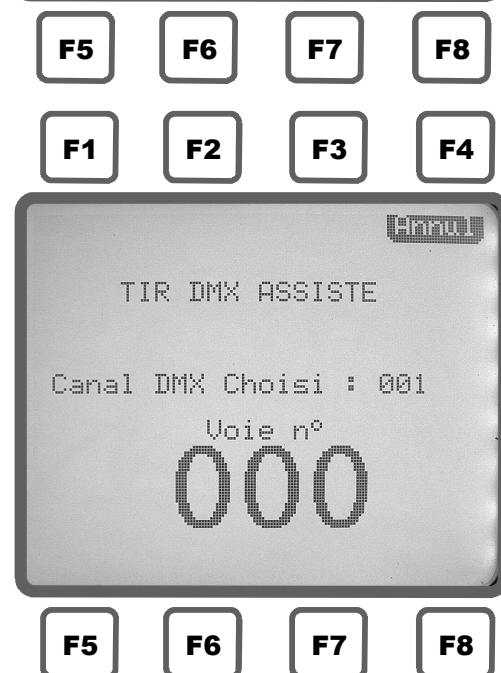 F5 F6 F7 F8
F1 F2 F3 F4
Annul
TIR DMX ASSISTE
Canal DMX Choisi : 001
Voie nº
000
F5 F6 F7 F8